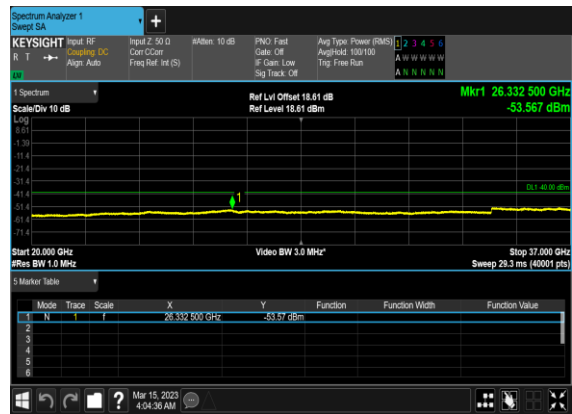 Spectrum Analyzer 1
Swept SA
+
KEYSIGHT Input: RF Input Z: 50 Ω #Atten: 10 dB PNO: Fast Avg Type: Power (RMS) 1 2 3 4 5 6
R T Coupling: DC Corr CCorr Gate: Off Avg|Hold: 100/100 A W W W W W
Align: Auto Freq Ref: Int (S) IF Gain: Low Trig: Free Run
LXI Sig Track: Off A N N N N N
1 Spectrum Ref Lvl Offset 18.61 dB Mkr1 26.332 500 GHz
Scale/Div 10 dB Ref Level 18.61 dBm -53.567 dBm
Log
8.61
-1.39
-11.4
-21.4
-31.4
DL1 -40.00 dBm
-41.4
1
-51.4
-61.4
-71.4
Start 20.000 GHz Video BW 3.0 MHz* Stop 37.000 GHz
#Res BW 1.0 MHz Sweep 29.3 ms (40001 pts)
5 Marker Table
Mode Trace Scale X Y Function Function Width Function Value
1 N 1 f 26.332 500 GHz -53.57 dBm
2
3
4
5
6
? Mar 15, 2023
4:04:36 AM